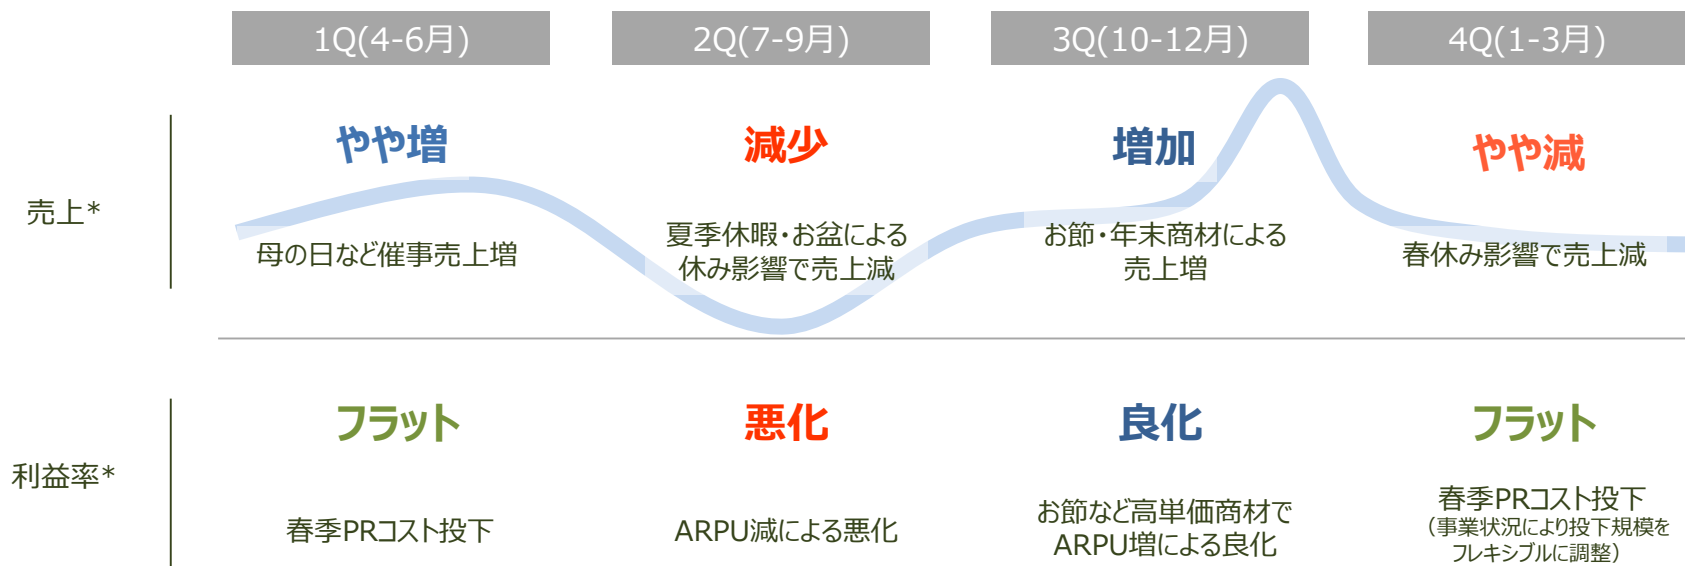 1Q(4-6月)
2Q(7-9月)
3Q(10-12月)
4Q(1-3月)
売上*
やや増
減少
増加
やや減
母の日など催事売上増
夏季休暇・お盆による
休み影響で売上減
お節・年末商材による
売上増
春休み影響で売上減
利益率*
フラット
悪化
良化
フラット
春季PRコスト投下
ARPU減による悪化
お節など高単価商材で
ARPU増による良化
春季PRコスト投下
（事業状況により投下規模を
フレキシブルに調整）